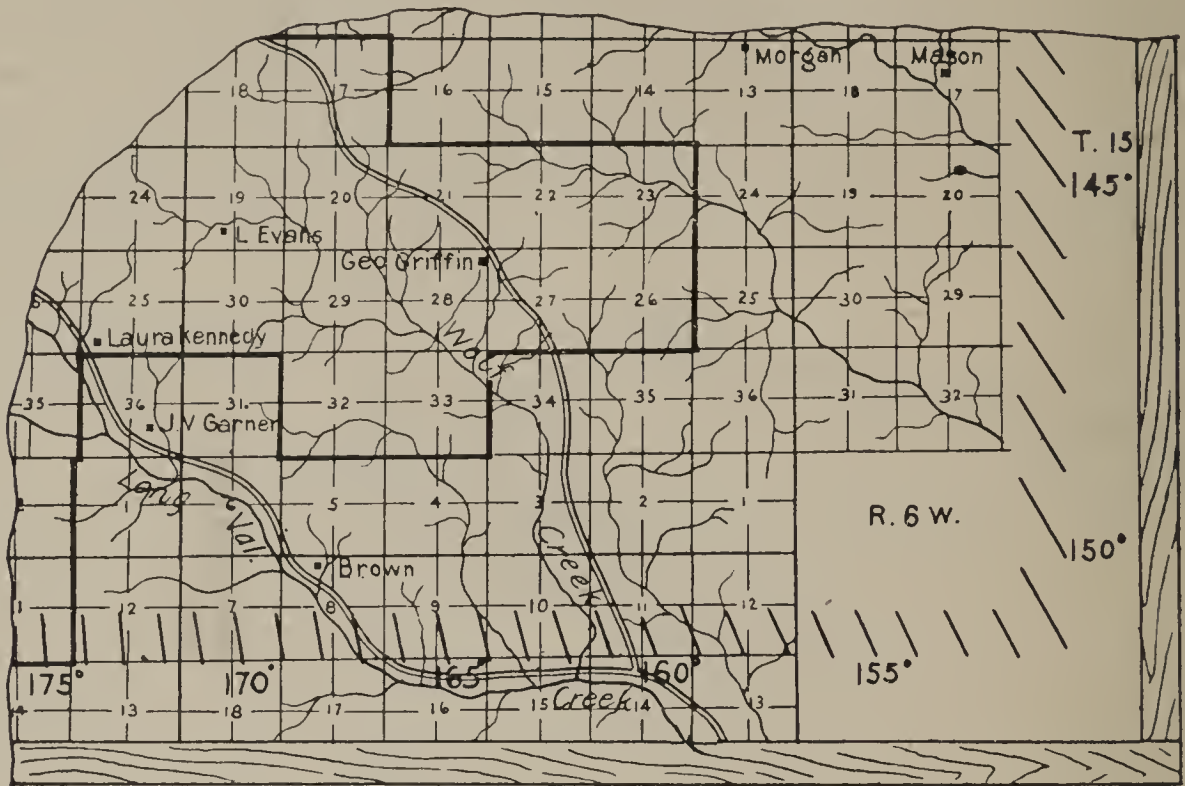 Morgan Mason
18 17 16 15 14 13 18 17
T. 15
145°
24 19 20 21 22 23 24 19 20
L Evans
Geo Griffin
25 30 29 28 27 26 25 30 29
Mack
Laura Kennedy
35 36 31 32 33 34 35 36 31 32
J.V Garner
1 6 5 4 3 2 1
Long Val.
Creek
R. 6 W.
150°
Brown
12 7 8 9 10 11 12
175° 170° 165° 160° 155°
13 18 17 16 15 14 13
Creek